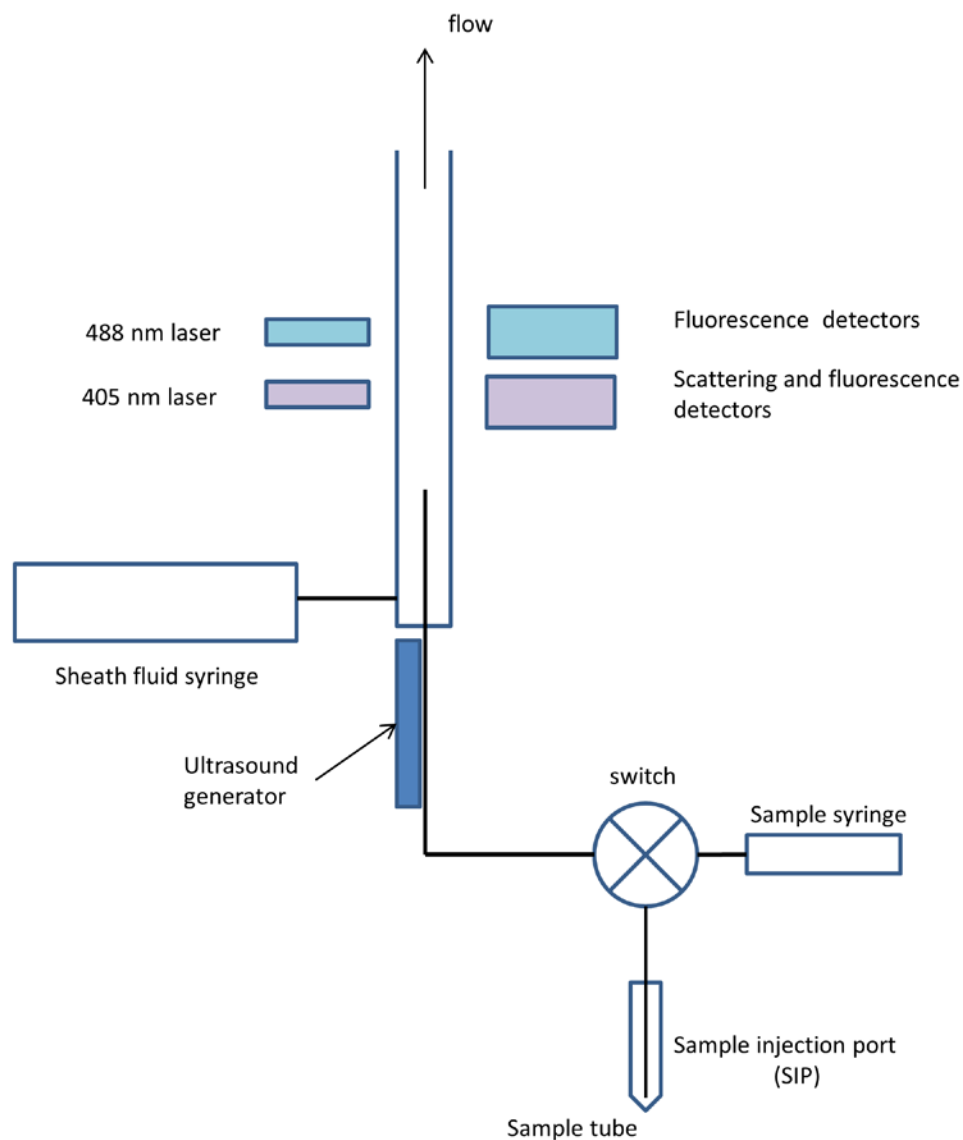 flow
488 nm laser
Fluorescence detectors
405 nm laser
Scattering and fluorescence
detectors
Sheath fluid syringe
Ultrasound
generator
switch
Sample syringe
Sample injection port
(SIP)
Sample tube